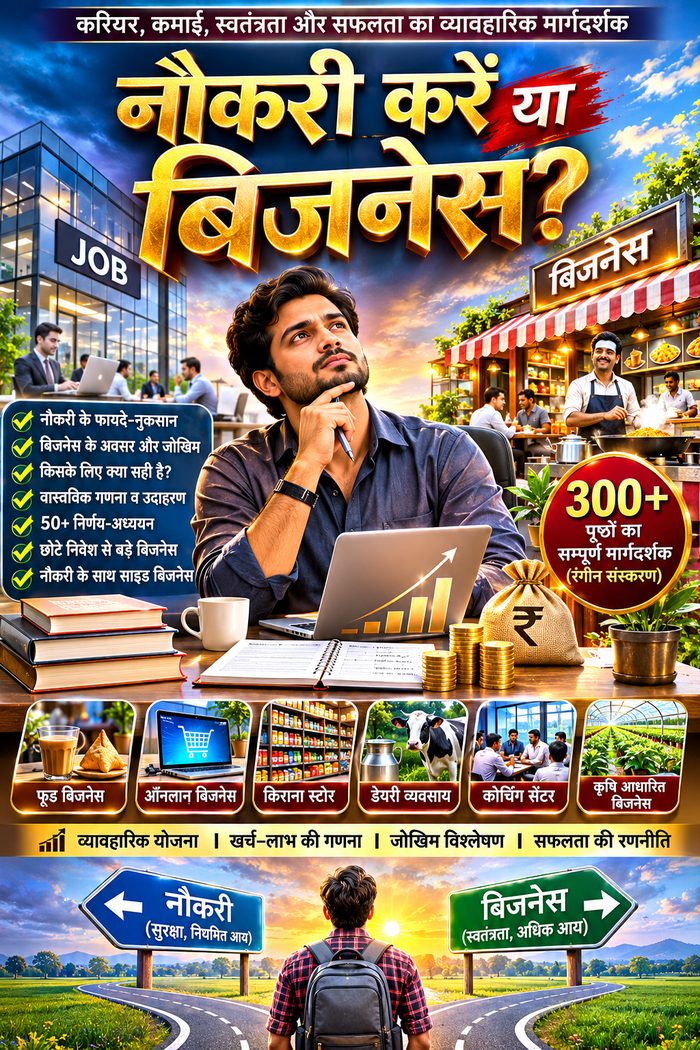 करियर, कमाई, स्वतंत्रता और सफलता का व्यावहारिक मार्गदर्शक
नौकरी करें या
बिजनेस?
JOB
बिजनेस
नौकरी के फायदे-नुकसान
बिजनेस के अवसर और जोखिम
किसके लिए क्या सही है?
वास्तविक गणना व उदाहरण
50+ निर्णय-अध्ययन
छोटे निवेश से बड़े बिजनेस
नौकरी के साथ साइड बिजनेस
300+
पृष्ठों का
सम्पूर्ण मार्गदर्शक
(रंगीन संस्करण)
₹
फूड बिजनेस
ऑनलान बिजनेस
किराना स्टोर
डेयरी व्यवसाय
कोचिंग सेंटर
कृषि आधारित
बिजनेस
व्यावहारिक योजना | खर्च-लाभ की गणना | जोखिम विश्लेषण | सफलता की रणनीति
नौकरी
(सुरक्षा, नियमित आय)
बिजनेस
(स्वतंत्रता, अधिक आय)